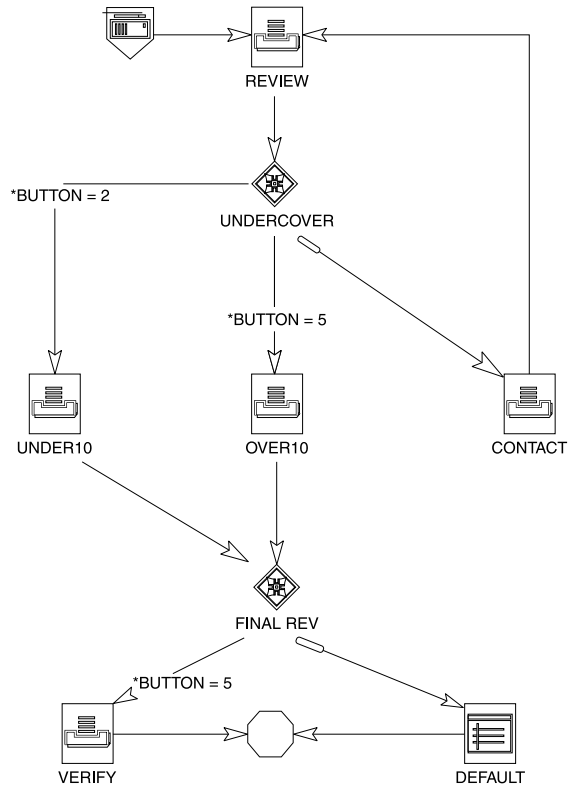 REVIEW
*BUTTON = 2
UNDERCOVER
*BUTTON = 5
UNDER10
OVER10
CONTACT
FINAL REV
*BUTTON = 5
VERIFY
DEFAULT